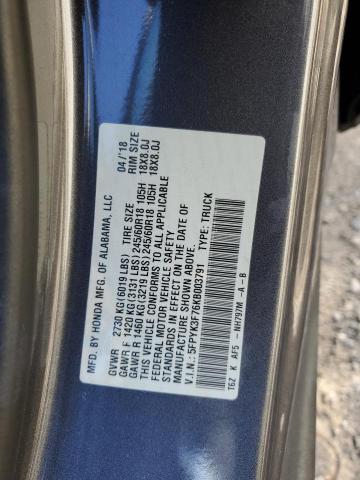 MFG. BY HONDA MFG. OF ALABAMA, LLC 04/'18
GVWR 2730 KG(6019 LBS) TIRE SIZE RIM SIZE
GAWR F 1420 KG(3131 LBS) 245/60R18 105H 18X8.0J
GAWR R 1460 KG(3219 LBS) 245/60R18 105H 18X8.0J
THIS VEHICLE CONFORMS TO ALL APPLICABLE
FEDERAL MOTOR VEHICLE SAFETY
STANDARDS IN EFFECT ON THE DATE OF
MANUFACTURE SHOWN ABOVE.
V.I.N.: 5FPYK3F76KB003791 TYPE: TRUCK
T6Z K AF5 - NH797M -A-B